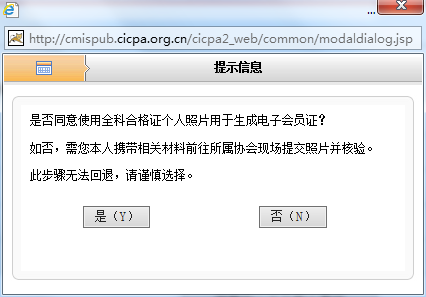 ...
http://cmispub.cicpa.org.cn/cicpa2_web/common/modaldialog.jsp
提示信息
是否同意使用全科合格证个人照片用于生成电子会员证？
如否，需您本人携带相关材料前往所属协会现场提交照片并核验。
此步骤无法回退，请谨慎选择。
是（Y） 否（N）